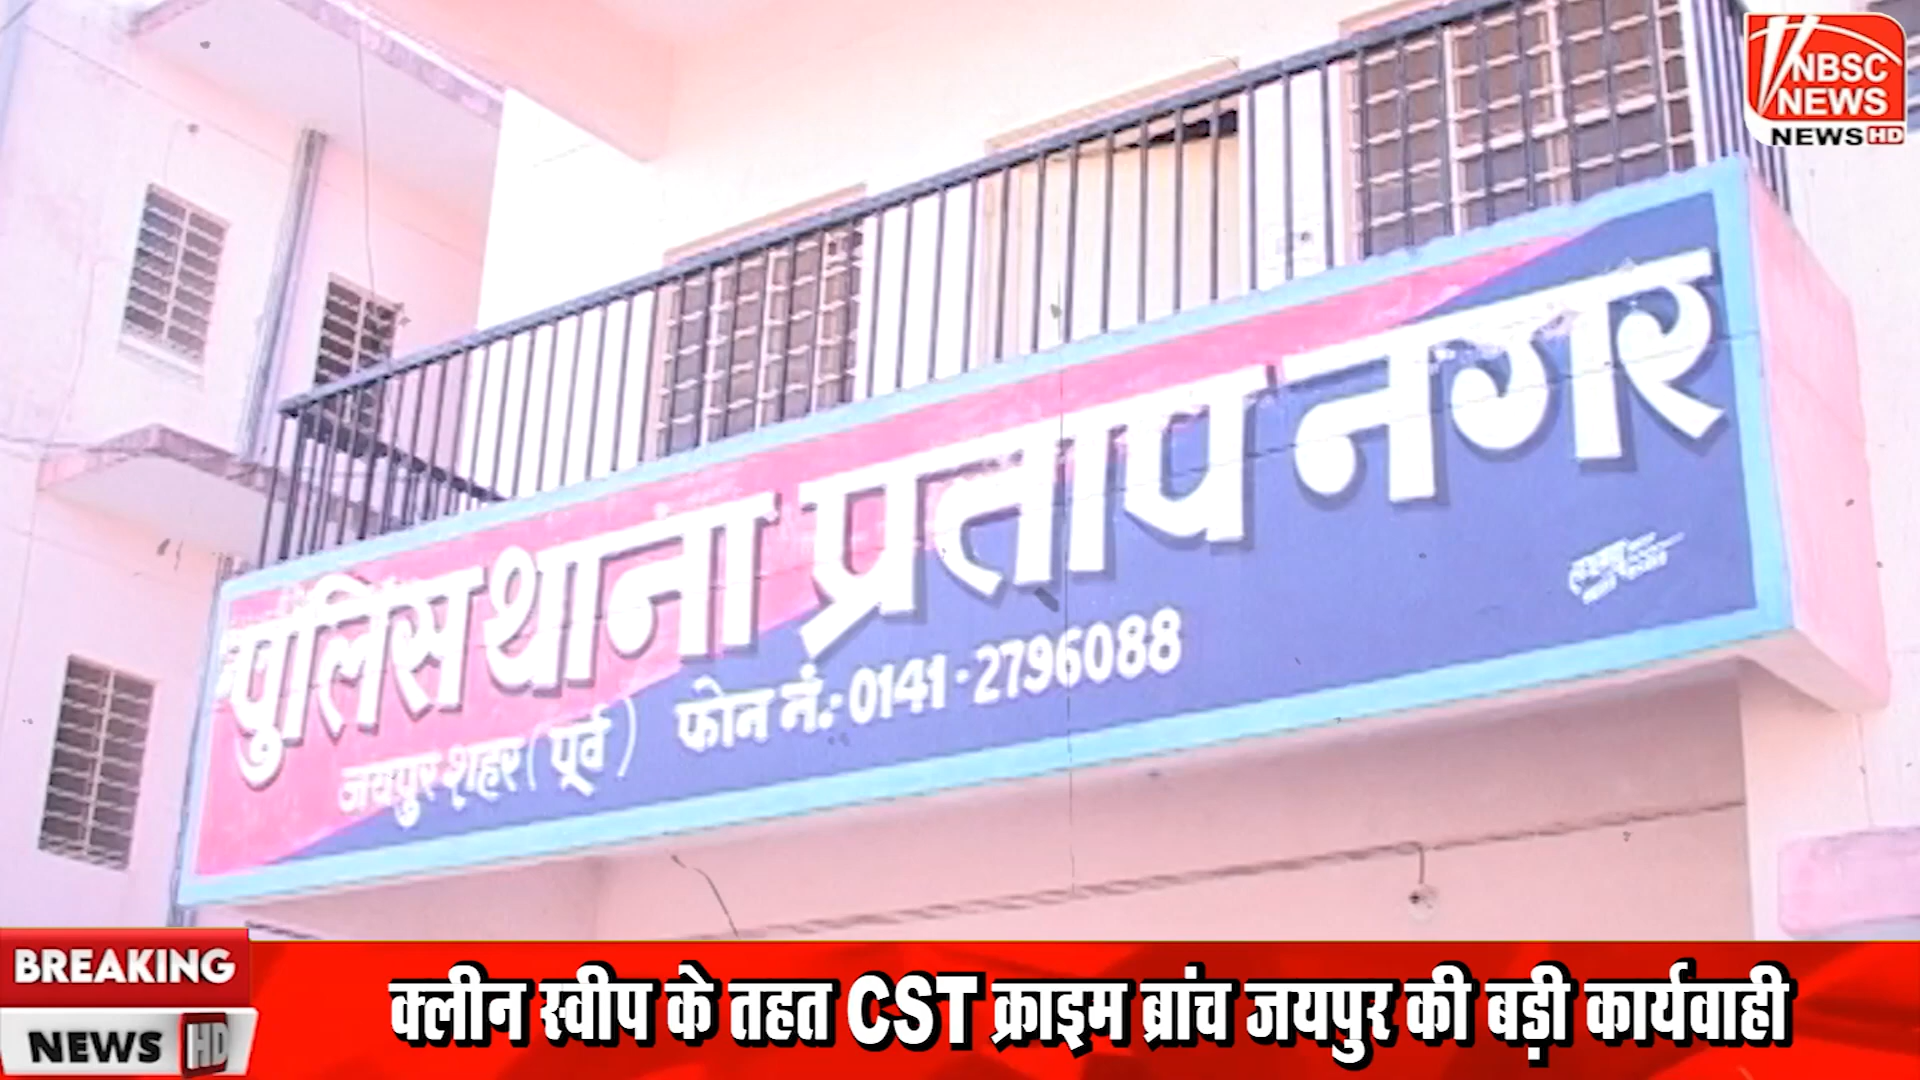 NBSC
NEWS
NEWS HD
पुलिस थाना प्रताप नगर
जयपुर शहर (पूर्व) फोन नं.:- 0141-2796088
BREAKING
NEWS HD
क्लीन स्वीप के तहत CST क्राइम ब्रांच जयपुर की बड़ी कार्यवाही